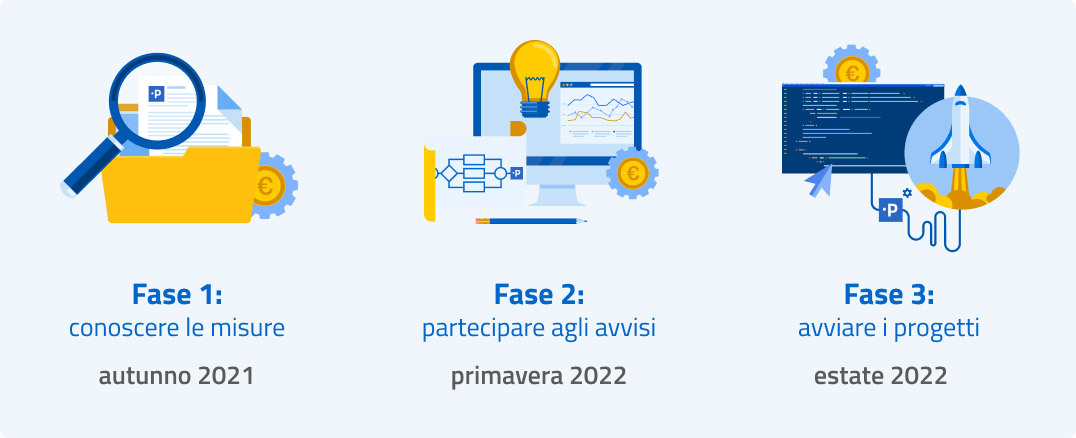 Fase 1:
conoscere le misure
autunno 2021
Fase 2:
partecipare agli avvisi
primavera 2022
Fase 3:
avviare i progetti
estate 2022
·P
€
·P
€
€
·P